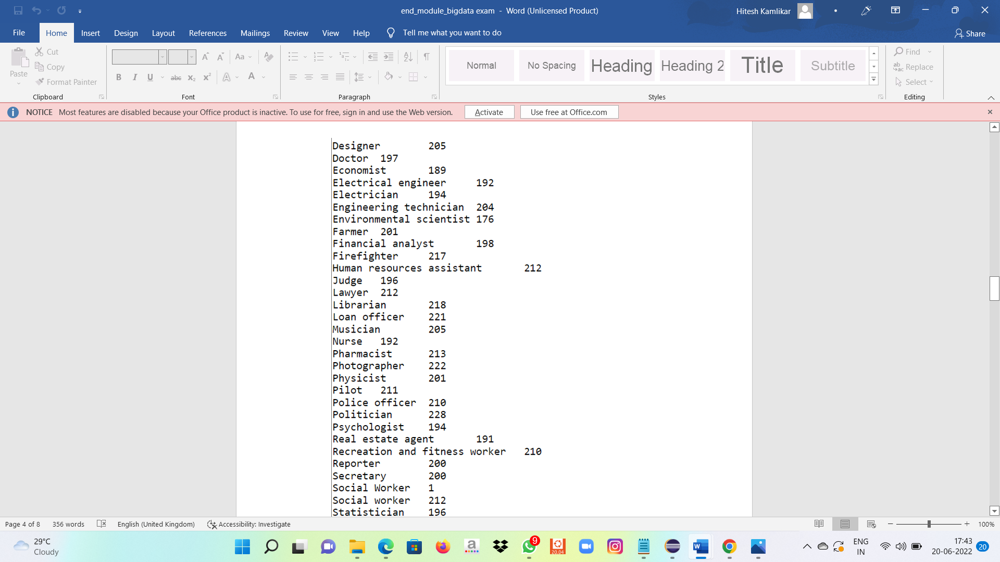 end_module_bigdata exam - Word (Unlicensed Product)
Hitesh Kamlikar
File Home Insert Design Layout References Mailings Review View Help Tell me what you want to do
Share
Paste
Cut
Copy
Format Painter
Clipboard
Aa
B I U abc x₂ x² A A
Font
Paragraph
Normal
No Spacing
Heading
Heading 2
Title
Subtitle
Styles
Find
Replace
Select
Editing
NOTICE Most features are disabled because your Office product is inactive. To use for free, sign in and use the Web version. Activate Use free at Office.com
Designer 205
Doctor 197
Economist 189
Electrical engineer 192
Electrician 194
Engineering technician 204
Environmental scientist 176
Farmer 201
Financial analyst 198
Firefighter 217
Human resources assistant 212
Judge 196
Lawyer 212
Librarian 218
Loan officer 221
Musician 205
Nurse 192
Pharmacist 213
Photographer 222
Physicist 201
Pilot 211
Police officer 210
Politician 228
Psychologist 194
Real estate agent 191
Recreation and fitness worker 210
Reporter 200
Secretary 200
Social Worker 1
Social worker 212
Statistician 196
Page 4 of 8 356 words English (United Kingdom) Accessibility: Investigate 100%
29°C
Cloudy
9
20.04
ENG
IN
17:43
20-06-2022
20